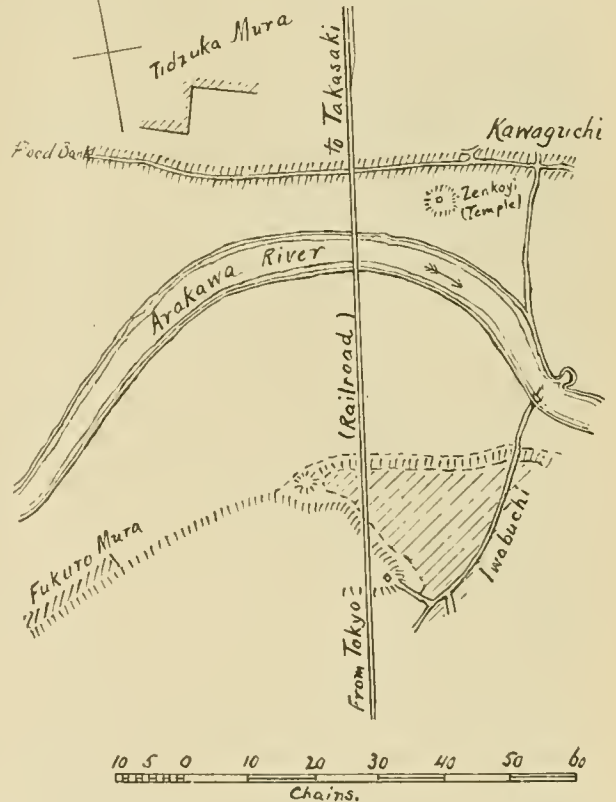 Tidzuka Mura
to Takasaki
Kawaguchi
Flood Bank
Zenkoyi
(Temple)
Arakawa River
(Railroad)
Fukuro Mura
Iwabuchi
From Tokyo
10 5 0 10 20 30 40 50 60
Chains.